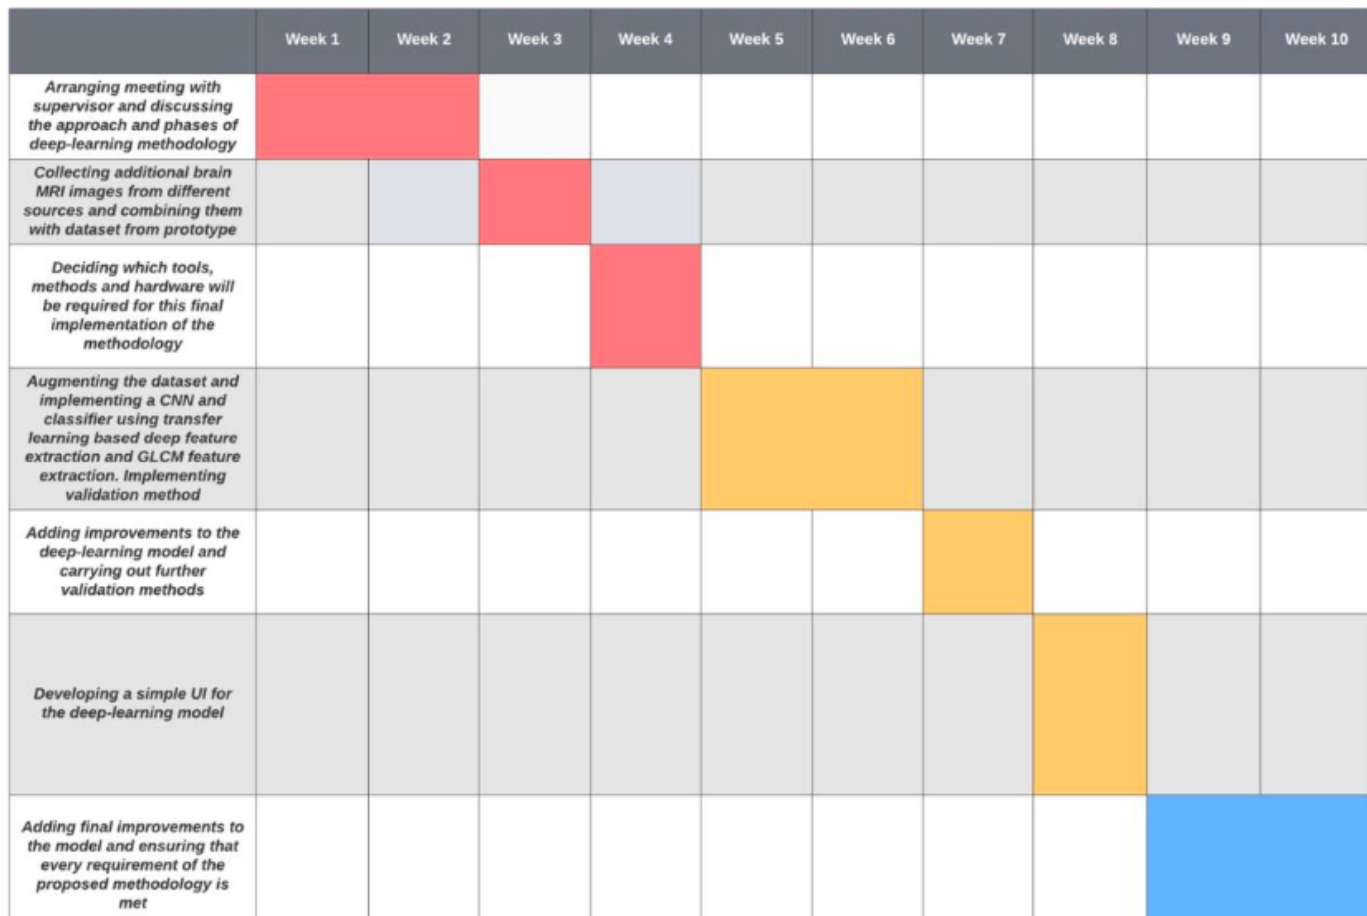 Week 1 Week 2 Week 3 Week 4 Week 5 Week 6 Week 7 Week 8 Week 9 Week 10
Arranging meeting with
supervisor and discussing
the approach and phases of
deep-learning methodology
Collecting additional brain
MRI images from different
sources and combining them
with dataset from prototype
Deciding which tools,
methods and hardware will
be required for this final
implementation of the
methodology
Augmenting the dataset and
implementing a CNN and
classifier using transfer
learning based deep feature
extraction and GLCM feature
extraction. Implementing
validation method
Adding improvements to the
deep-learning model and
carrying out further
validation methods
Developing a simple UI for
the deep-learning model
Adding final improvements to
the model and ensuring that
every requirement of the
proposed methodology is
met